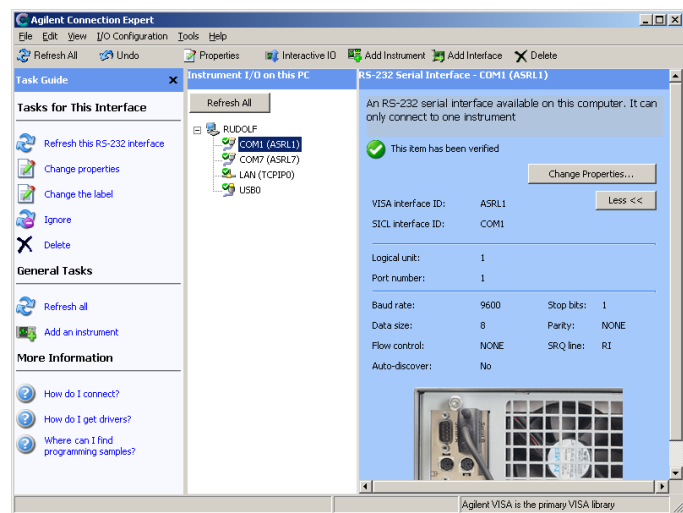 Agilent Connection Expert
File Edit View I/O Configuration Tools Help
Refresh All Undo Properties Interactive IO Add Instrument Add Interface Delete
Task Guide
Tasks for This Interface
Refresh this RS-232 interface
Change properties
Change the label
Ignore
Delete
General Tasks
Refresh all
Add an instrument
More Information
How do I connect?
How do I get drivers?
Where can I find
programming samples?
Instrument I/O on this PC
Refresh All
RUDOLF
COM1 (ASRL1)
COM7 (ASRL7)
LAN (TCPIP0)
USB0
RS-232 Serial Interface - COM1 (ASRL1)
An RS-232 serial interface available on this computer. It can
only connect to one instrument
This item has been verified
Change Properties...
VISA interface ID: ASRL1 Less <<
SICL interface ID: COM1
Logical unit: 1
Port number: 1
Baud rate: 9600 Stop bits: 1
Data size: 8 Parity: NONE
Flow control: NONE SRQ line: RI
Auto-discover: No
Agilent VISA is the primary VISA library